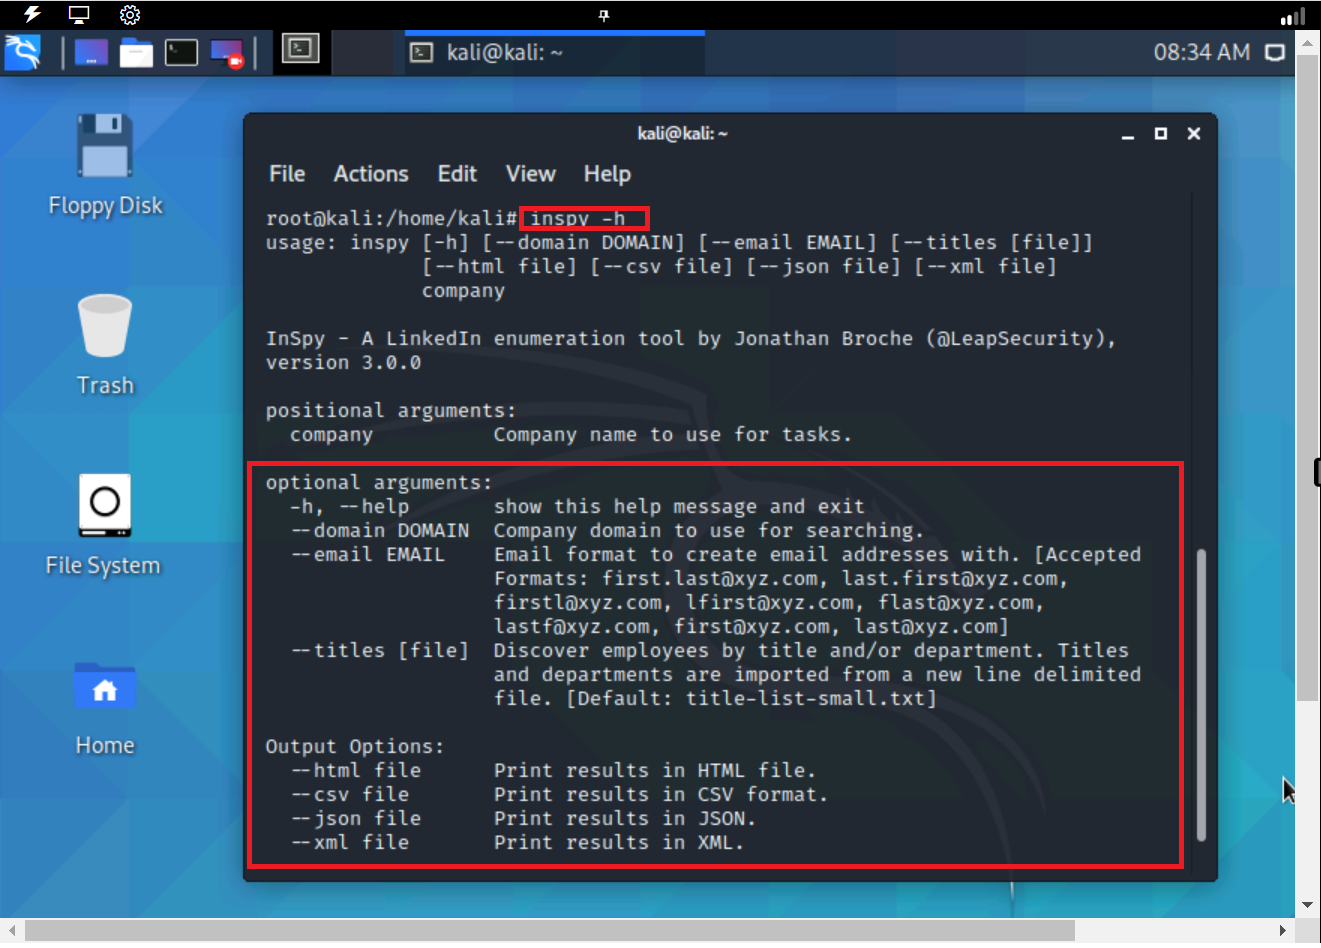 kali@kali: ~
08:34 AM
Floppy Disk
Trash
File System
Home
kali@kali: ~
File Actions Edit View Help
root@kali:/home/kali# inspy -h
usage: inspy [-h] [--domain DOMAIN] [--email EMAIL] [--titles [file]]
[--html file] [--csv file] [--json file] [--xml file]
company
InSpy - A LinkedIn enumeration tool by Jonathan Broche (@LeapSecurity),
version 3.0.0
positional arguments:
company Company name to use for tasks.
optional arguments:
-h, --help show this help message and exit
--domain DOMAIN Company domain to use for searching.
--email EMAIL Email format to create email addresses with. [Accepted
Formats: first.last@xyz.com, last.first@xyz.com,
firstl@xyz.com, lfirst@xyz.com, flast@xyz.com,
lastf@xyz.com, first@xyz.com, last@xyz.com]
--titles [file] Discover employees by title and/or department. Titles
and departments are imported from a new line delimited
file. [Default: title-list-small.txt]
Output Options:
--html file Print results in HTML file.
--csv file Print results in CSV format.
--json file Print results in JSON.
--xml file Print results in XML.